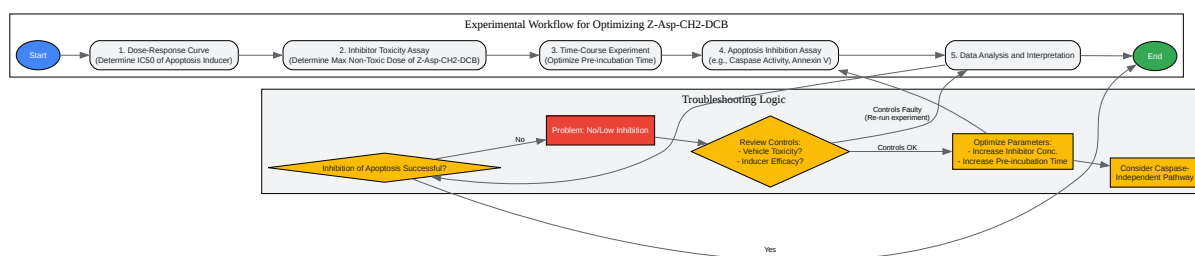 Experimental Workflow for Optimizing Z-Asp-CH2-DCB
Start
1. Dose-Response Curve
(Determine IC50 of Apoptosis Inducer)
2. Inhibitor Toxicity Assay
(Determine Max Non-Toxic Dose of Z-Asp-CH2-DCB)
3. Time-Course Experiment
(Optimize Pre-incubation Time)
4. Apoptosis Inhibition Assay
(e.g., Caspase Activity, Annexin V)
5. Data Analysis and Interpretation
End
Troubleshooting Logic
Inhibition of Apoptosis Successful?
No
Problem: No/Low Inhibition
Review Controls:
- Vehicle Toxicity?
- Inducer Efficacy?
Controls Faulty
(Re-run experiment)
Controls OK
Optimize Parameters:
- Increase Inhibitor Conc.
- Increase Pre-incubation Time
Consider Caspase-
Independent Pathway
Yes